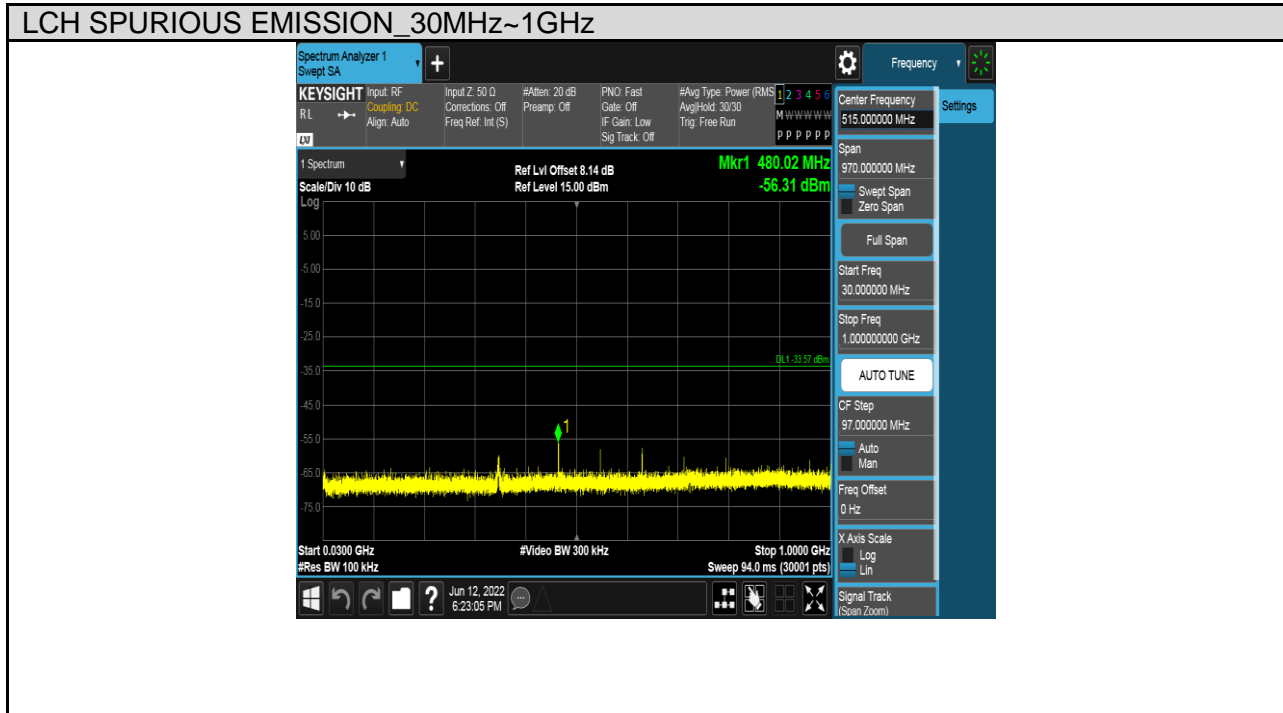 LCH SPURIOUS EMISSION_30MHz~1GHz
Spectrum Analyzer 1
Swept SA
+
Frequency
KEYSIGHT
RL
LXI
Input: RF
Coupling: DC
Align: Auto
Input Z: 50 Ω
Corrections: Off
Freq Ref: Int (S)
#Atten: 20 dB
Preamp: Off
PNO: Fast
Gate: Off
IF Gain: Low
Sig Track: Off
#Avg Type: Power (RMS
Avg|Hold: 30/30
Trig: Free Run
1 2 3 4 5 6
M W W W W W
P P P P P P
1 Spectrum
Scale/Div 10 dB
Log
Ref Lvl Offset 8.14 dB
Ref Level 15.00 dBm
Mkr1 480.02 MHz
-56.31 dBm
5.00
-5.00
-15.0
-25.0
-35.0
-45.0
-55.0
-65.0
-75.0
DL1 -33.57 dBm
1
Start 0.0300 GHz
#Res BW 100 kHz
#Video BW 300 kHz
Stop 1.0000 GHz
Sweep 94.0 ms (30001 pts)
?
Jun 12, 2022
6:23:05 PM
Center Frequency
515.000000 MHz
Settings
Span
970.000000 MHz
Swept Span
Zero Span
Full Span
Start Freq
30.000000 MHz
Stop Freq
1.000000000 GHz
AUTO TUNE
CF Step
97.000000 MHz
Auto
Man
Freq Offset
0 Hz
X Axis Scale
Log
Lin
Signal Track
(Span Zoom)